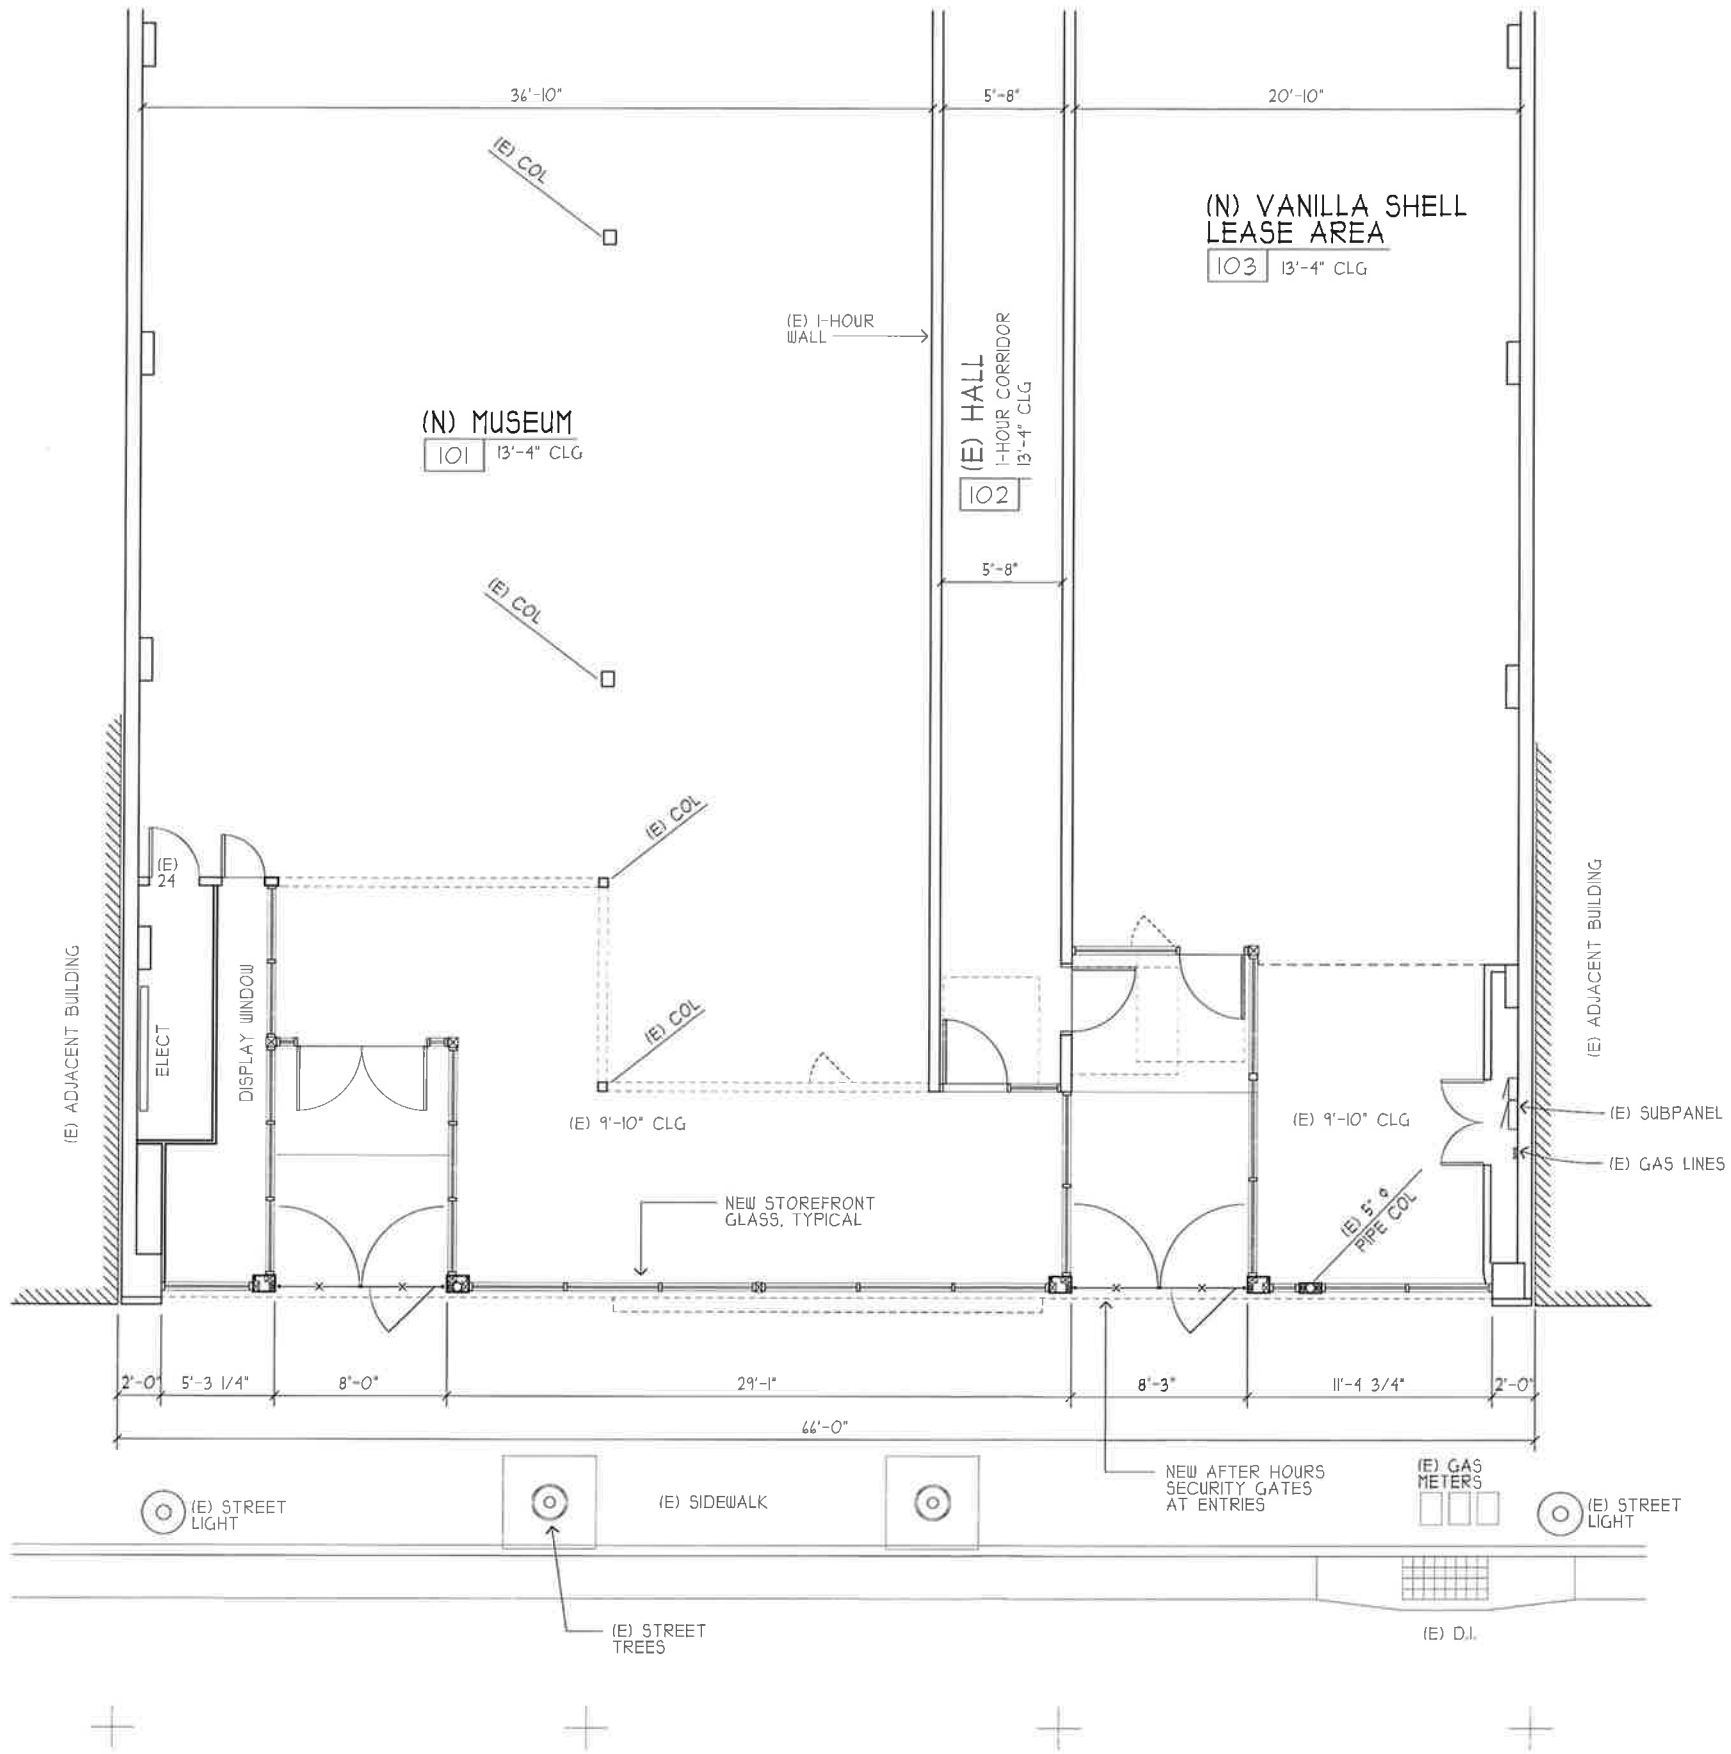 36'-10"
5'-8"
20'-10"
(E) COL
(N) VANILLA SHELL
LEASE AREA
103 13'-4" CLG
(E) 1-HOUR
WALL
(E) HALL
1-HOUR CORRIDOR
13'-4" CLG
102
(N) MUSEUM
101 13'-4" CLG
5'-8"
(E) COL
(E) COL
(E)
24
(E) ADJACENT BUILDING
ELECT
DISPLAY WINDOW
(E) COL
(E) 9'-10" CLG
(E) 9'-10" CLG
(E) ADJACENT BUILDING
(E) SUBPANEL
(E) GAS LINES
(E) 5" ø
PIPE COL
NEW STOREFRONT
GLASS, TYPICAL
2'-0"
5'-3 1/4"
8'-0"
29'-1"
8'-3"
11'-4 3/4"
2'-0"
66'-0"
(E) STREET
LIGHT
(E) SIDEWALK
NEW AFTER HOURS
SECURITY GATES
AT ENTRIES
(E) GAS
METERS
(E) STREET
LIGHT
(E) STREET
TREES
(E) D.I.